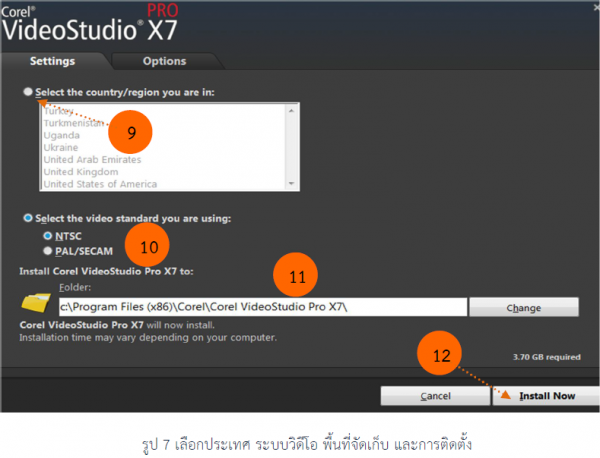 Corel®
VideoStudio® PRO X7
Settings Options
Select the country/region you are in:
Turkey
Turkmenistan
Uganda
Ukraine
United Arab Emirates
United Kingdom
United States of America
9
Select the video standard you are using:
NTSC
PAL/SECAM
10
Install Corel VideoStudio Pro X7 to:
11
Folder:
c:\Program Files (x86)\Corel\Corel VideoStudio Pro X7\
Change
Corel VideoStudio Pro X7 will now install.
Installation time may vary depending on your computer.
12
3.70 GB required
Cancel Install Now
รูป 7 เลือกประเทศ ระบบวิดีโอ พื้นที่จัดเก็บ และการติดตั้ง